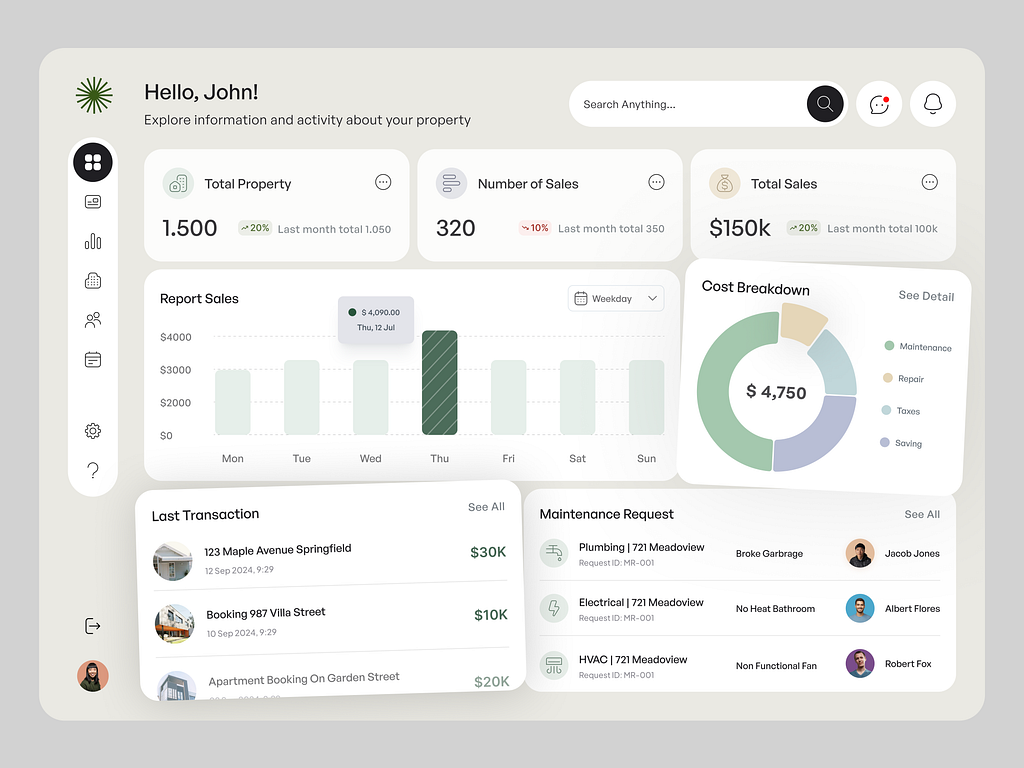 Hello, John!
Explore information and activity about your property
Search Anything...
Total Property
1.500
20%
Last month total 1.050
Number of Sales
320
10%
Last month total 350
Total Sales
$150k
20%
Last month total 100k
Report Sales
Weekday
$ 4,090.00
Thu, 12 Jul
$4000
$3000
$2000
$0
Mon Tue Wed Thu Fri Sat Sun
Cost Breakdown
See Detail
$ 4,750
Maintenance
Repair
Taxes
Saving
Last Transaction
See All
123 Maple Avenue Springfield
12 Sep 2024, 9:29
$30K
Booking 987 Villa Street
10 Sep 2024, 9:29
$10K
Apartment Booking On Garden Street
$20K
Maintenance Request
See All
Plumbing | 721 Meadoview
Request ID: MR-001
Broke Garbrage
Jacob Jones
Electrical | 721 Meadoview
Request ID: MR-001
No Heat Bathroom
Albert Flores
HVAC | 721 Meadoview
Request ID: MR-001
Non Functional Fan
Robert Fox